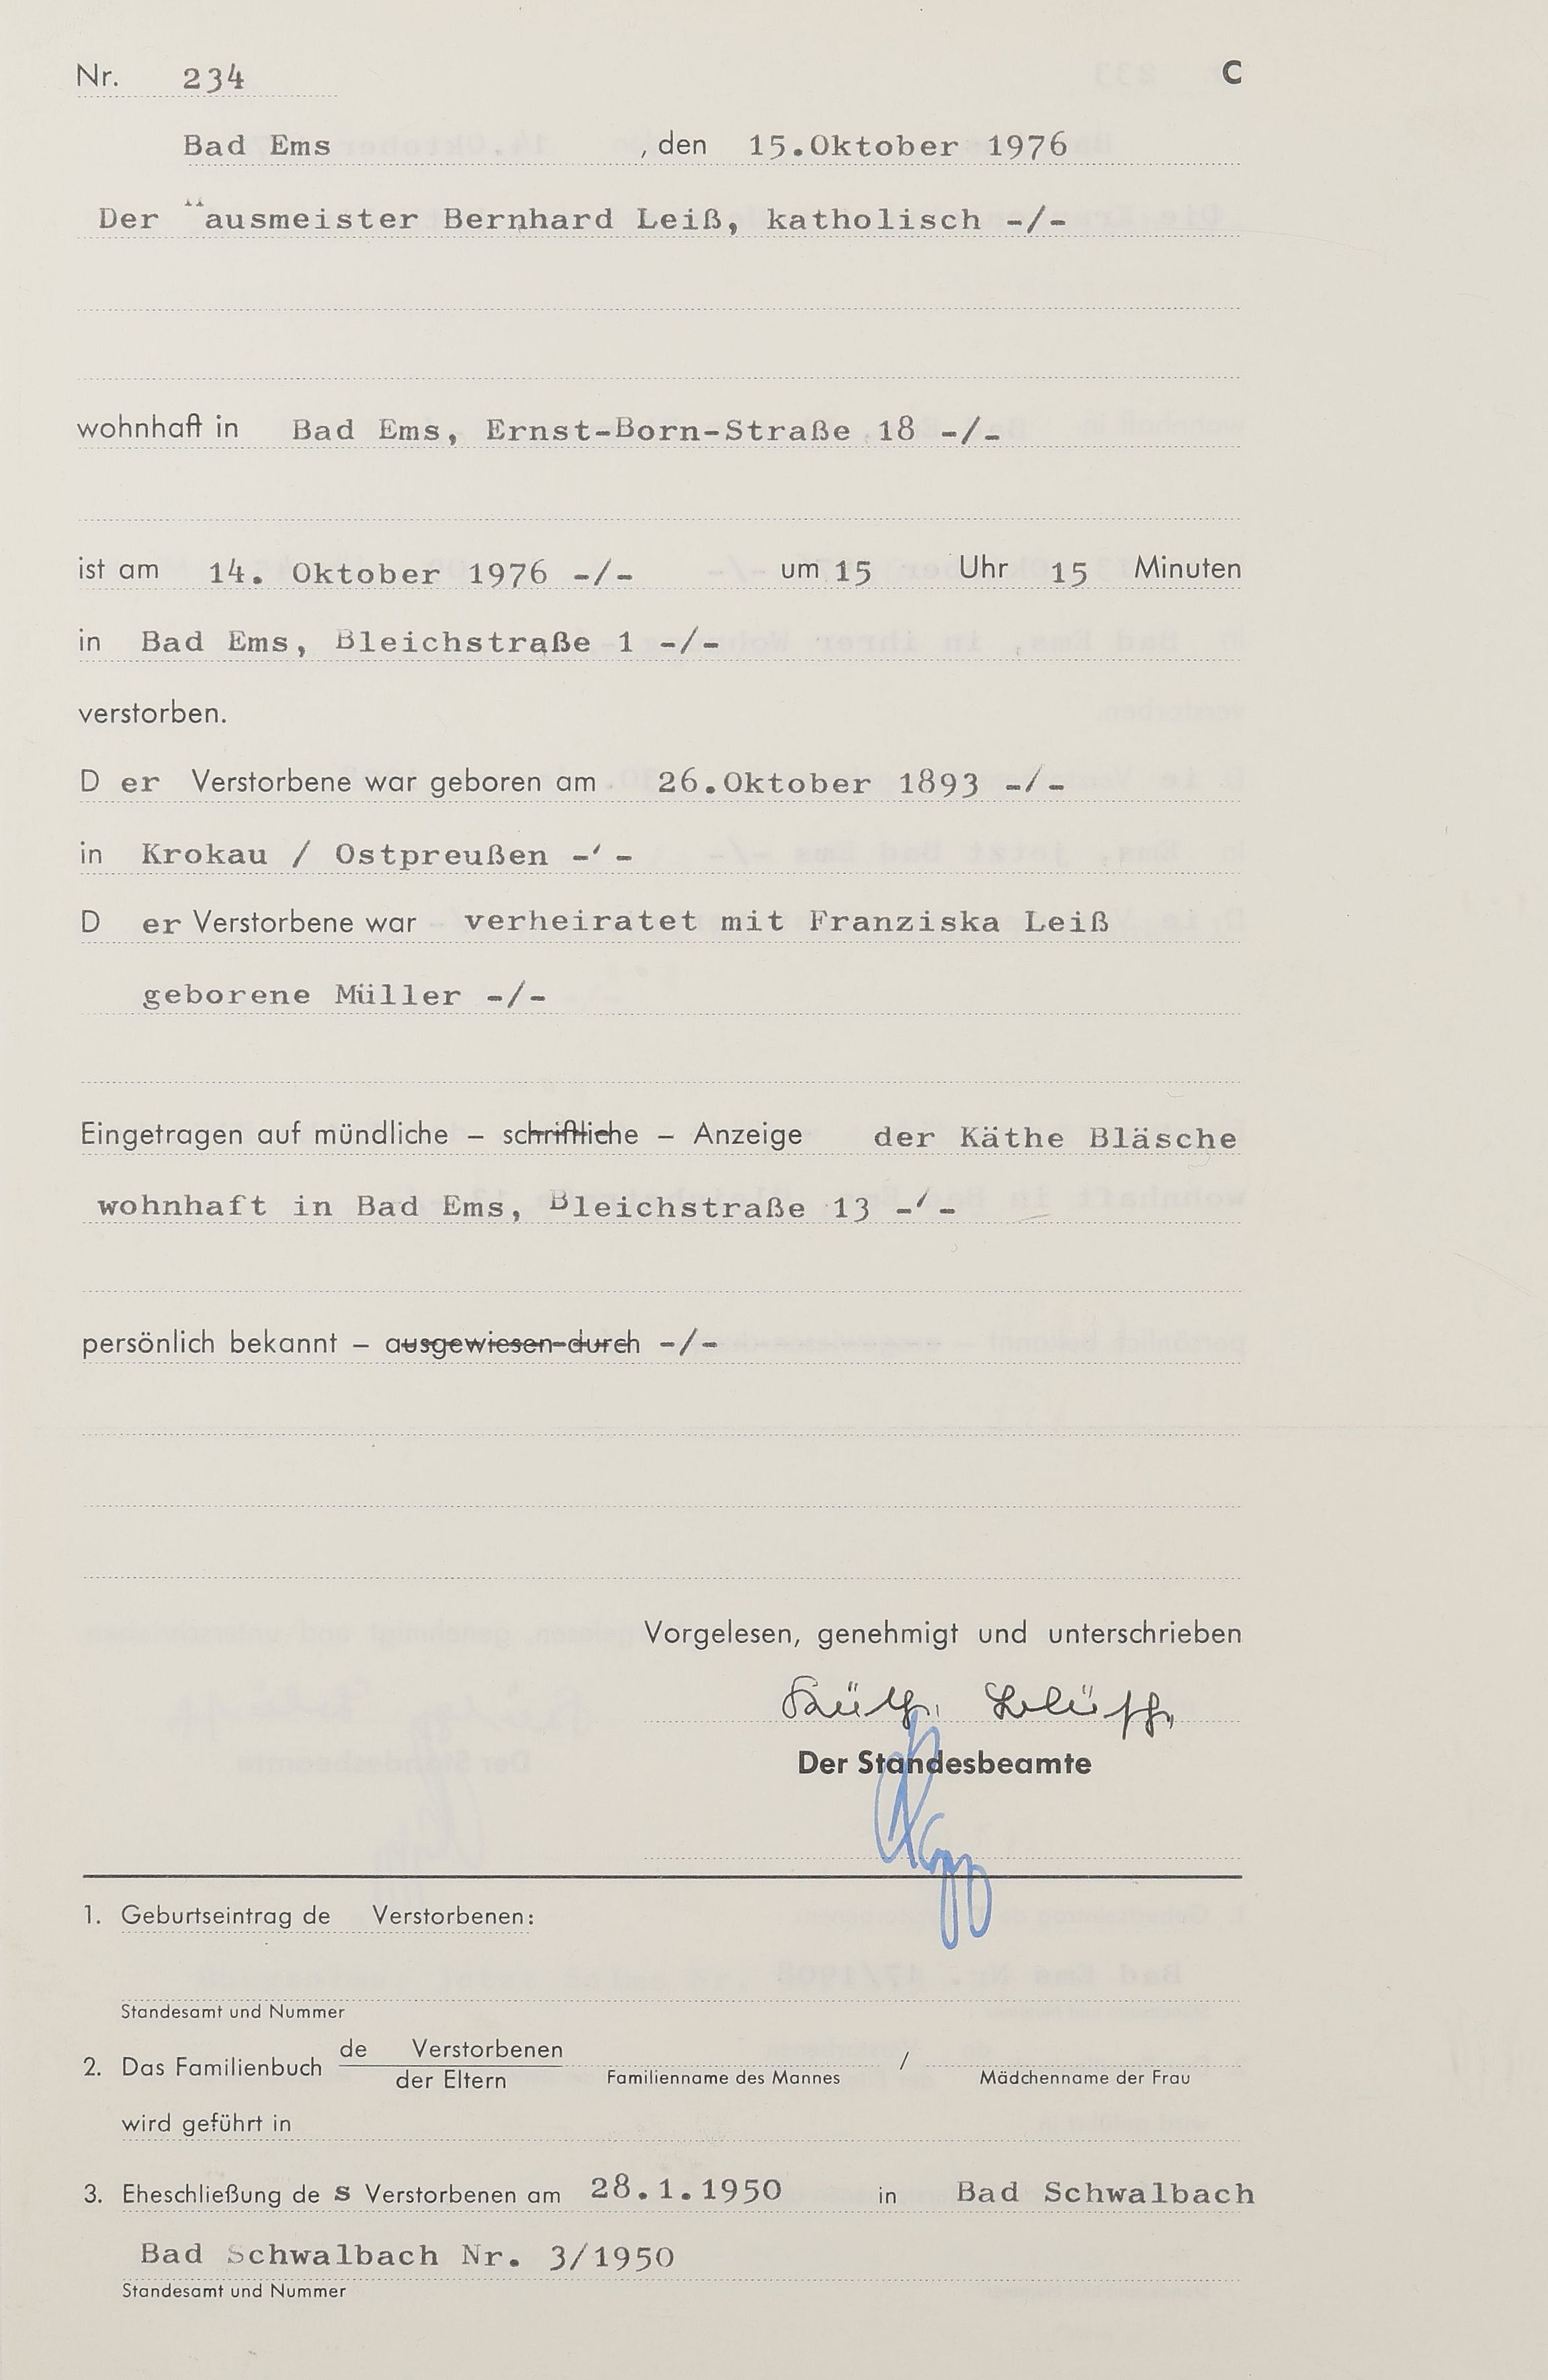 Nr. 234 C
Bad Ems , den 15.Oktober 1976
Der Hausmeister Bernhard Leiß, katholisch -/-
wohnhaft in Bad Ems, Ernst-Born-Straße 18 -/-
ist am 14. Oktober 1976 -/- um 15 Uhr 15 Minuten
in Bad Ems, Bleichstraße 1 -/-
verstorben.
D er Verstorbene war geboren am 26.Oktober 1893 -/-
in Krokau / Ostpreußen -/-
D er Verstorbene war verheiratet mit Franziska Leiß
geborene Müller -/-
Eingetragen auf mündliche – schriftliche – Anzeige der Käthe Bläsche
wohnhaft in Bad Ems, Bleichstraße 13 -/-
persönlich bekannt – ausgewiesen durch -/-
Vorgelesen, genehmigt und unterschrieben
Käthe Bläsche
Der Standesbeamte
1. Geburtseintrag de Verstorbenen:
Standesamt und Nummer
2. Das Familienbuch de Verstorbenen / der Eltern
Familienname des Mannes / Mädchenname der Frau
wird geführt in
3. Eheschließung de s Verstorbenen am 28.1.1950 in Bad Schwalbach
Bad Schwalbach Nr. 3/1950
Standesamt und Nummer